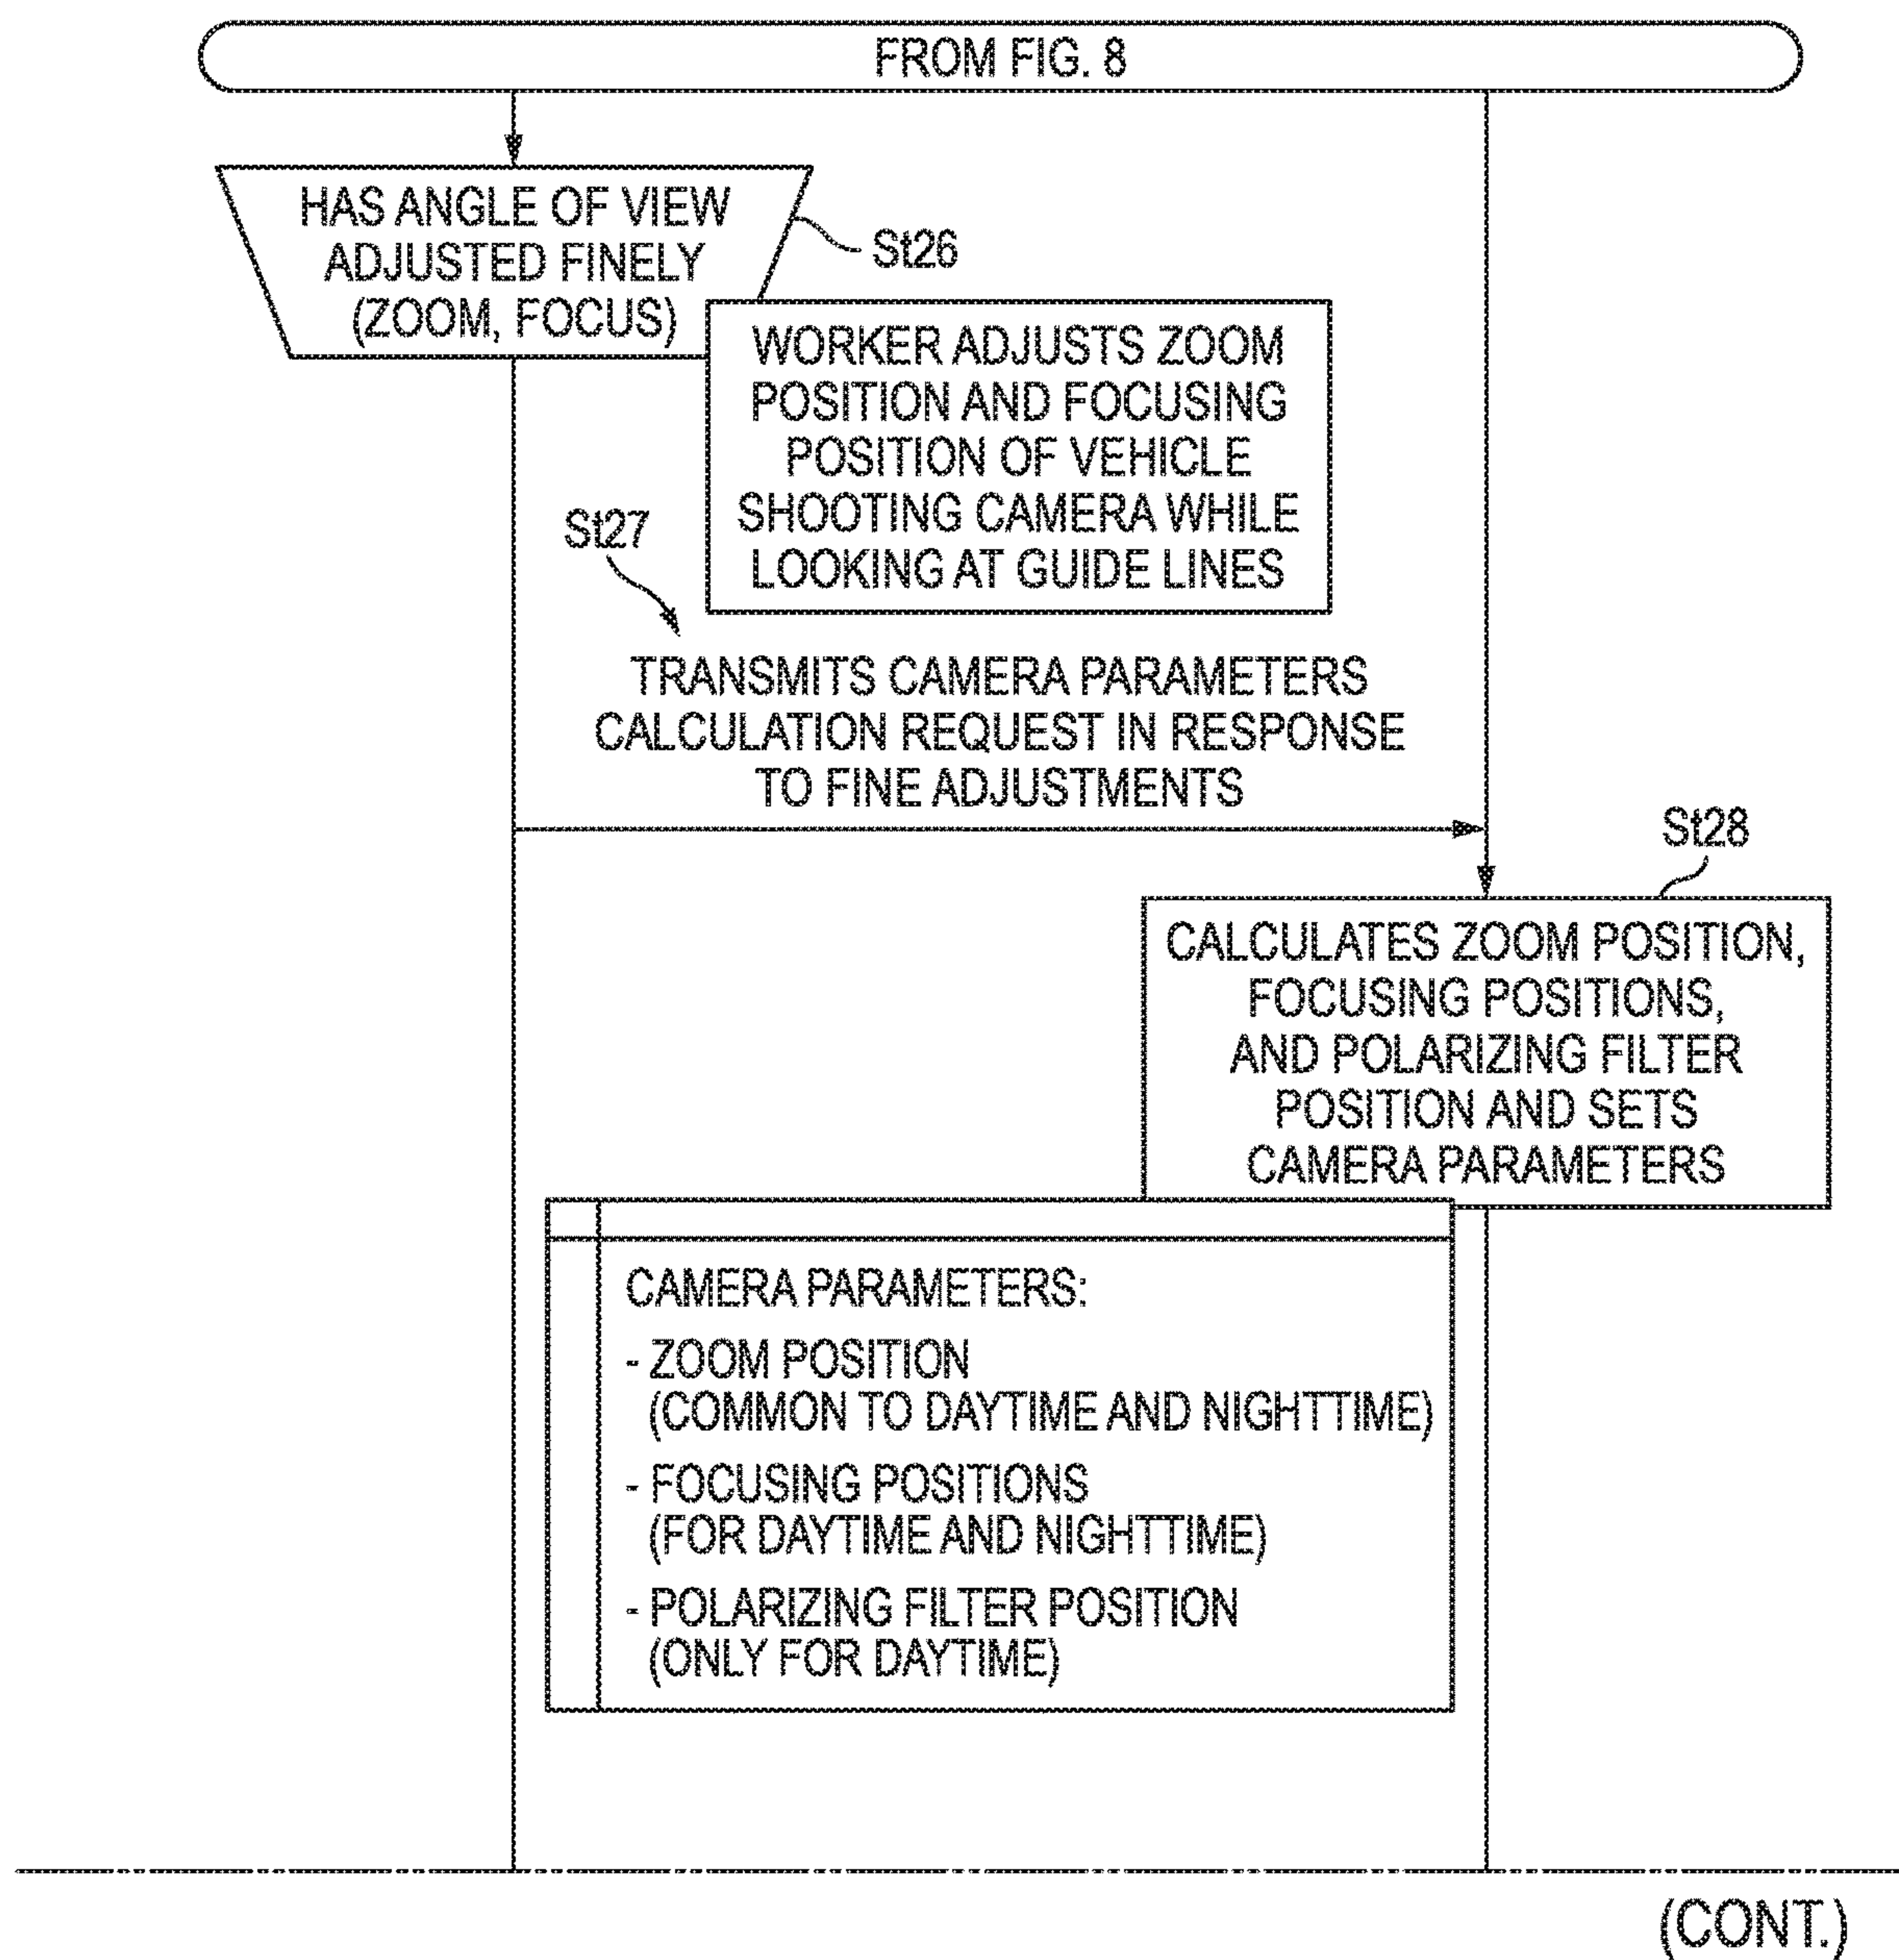 FROM FIG. 8
HAS ANGLE OF VIEW
ADJUSTED FINELY
(ZOOM, FOCUS)
St26
WORKER ADJUSTS ZOOM
POSITION AND FOCUSING
POSITION OF VEHICLE
SHOOTING CAMERA WHILE
LOOKING AT GUIDE LINES
St27
TRANSMITS CAMERA PARAMETERS
CALCULATION REQUEST IN RESPONSE
TO FINE ADJUSTMENTS
St28
CALCULATES ZOOM POSITION,
FOCUSING POSITIONS,
AND POLARIZING FILTER
POSITION AND SETS
CAMERA PARAMETERS
CAMERA PARAMETERS:
- ZOOM POSITION
(COMMON TO DAYTIME AND NIGHTTIME)
- FOCUSING POSITIONS
(FOR DAYTIME AND NIGHTTIME)
- POLARIZING FILTER POSITION
(ONLY FOR DAYTIME)
(CONT.)